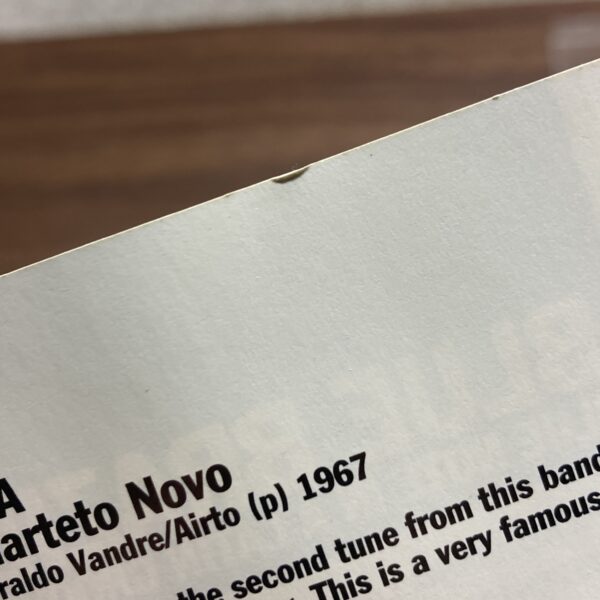 A
arteto Novo
raldo Vandre/Airto (p) 1967
the second tune from this band
. This is a very famous